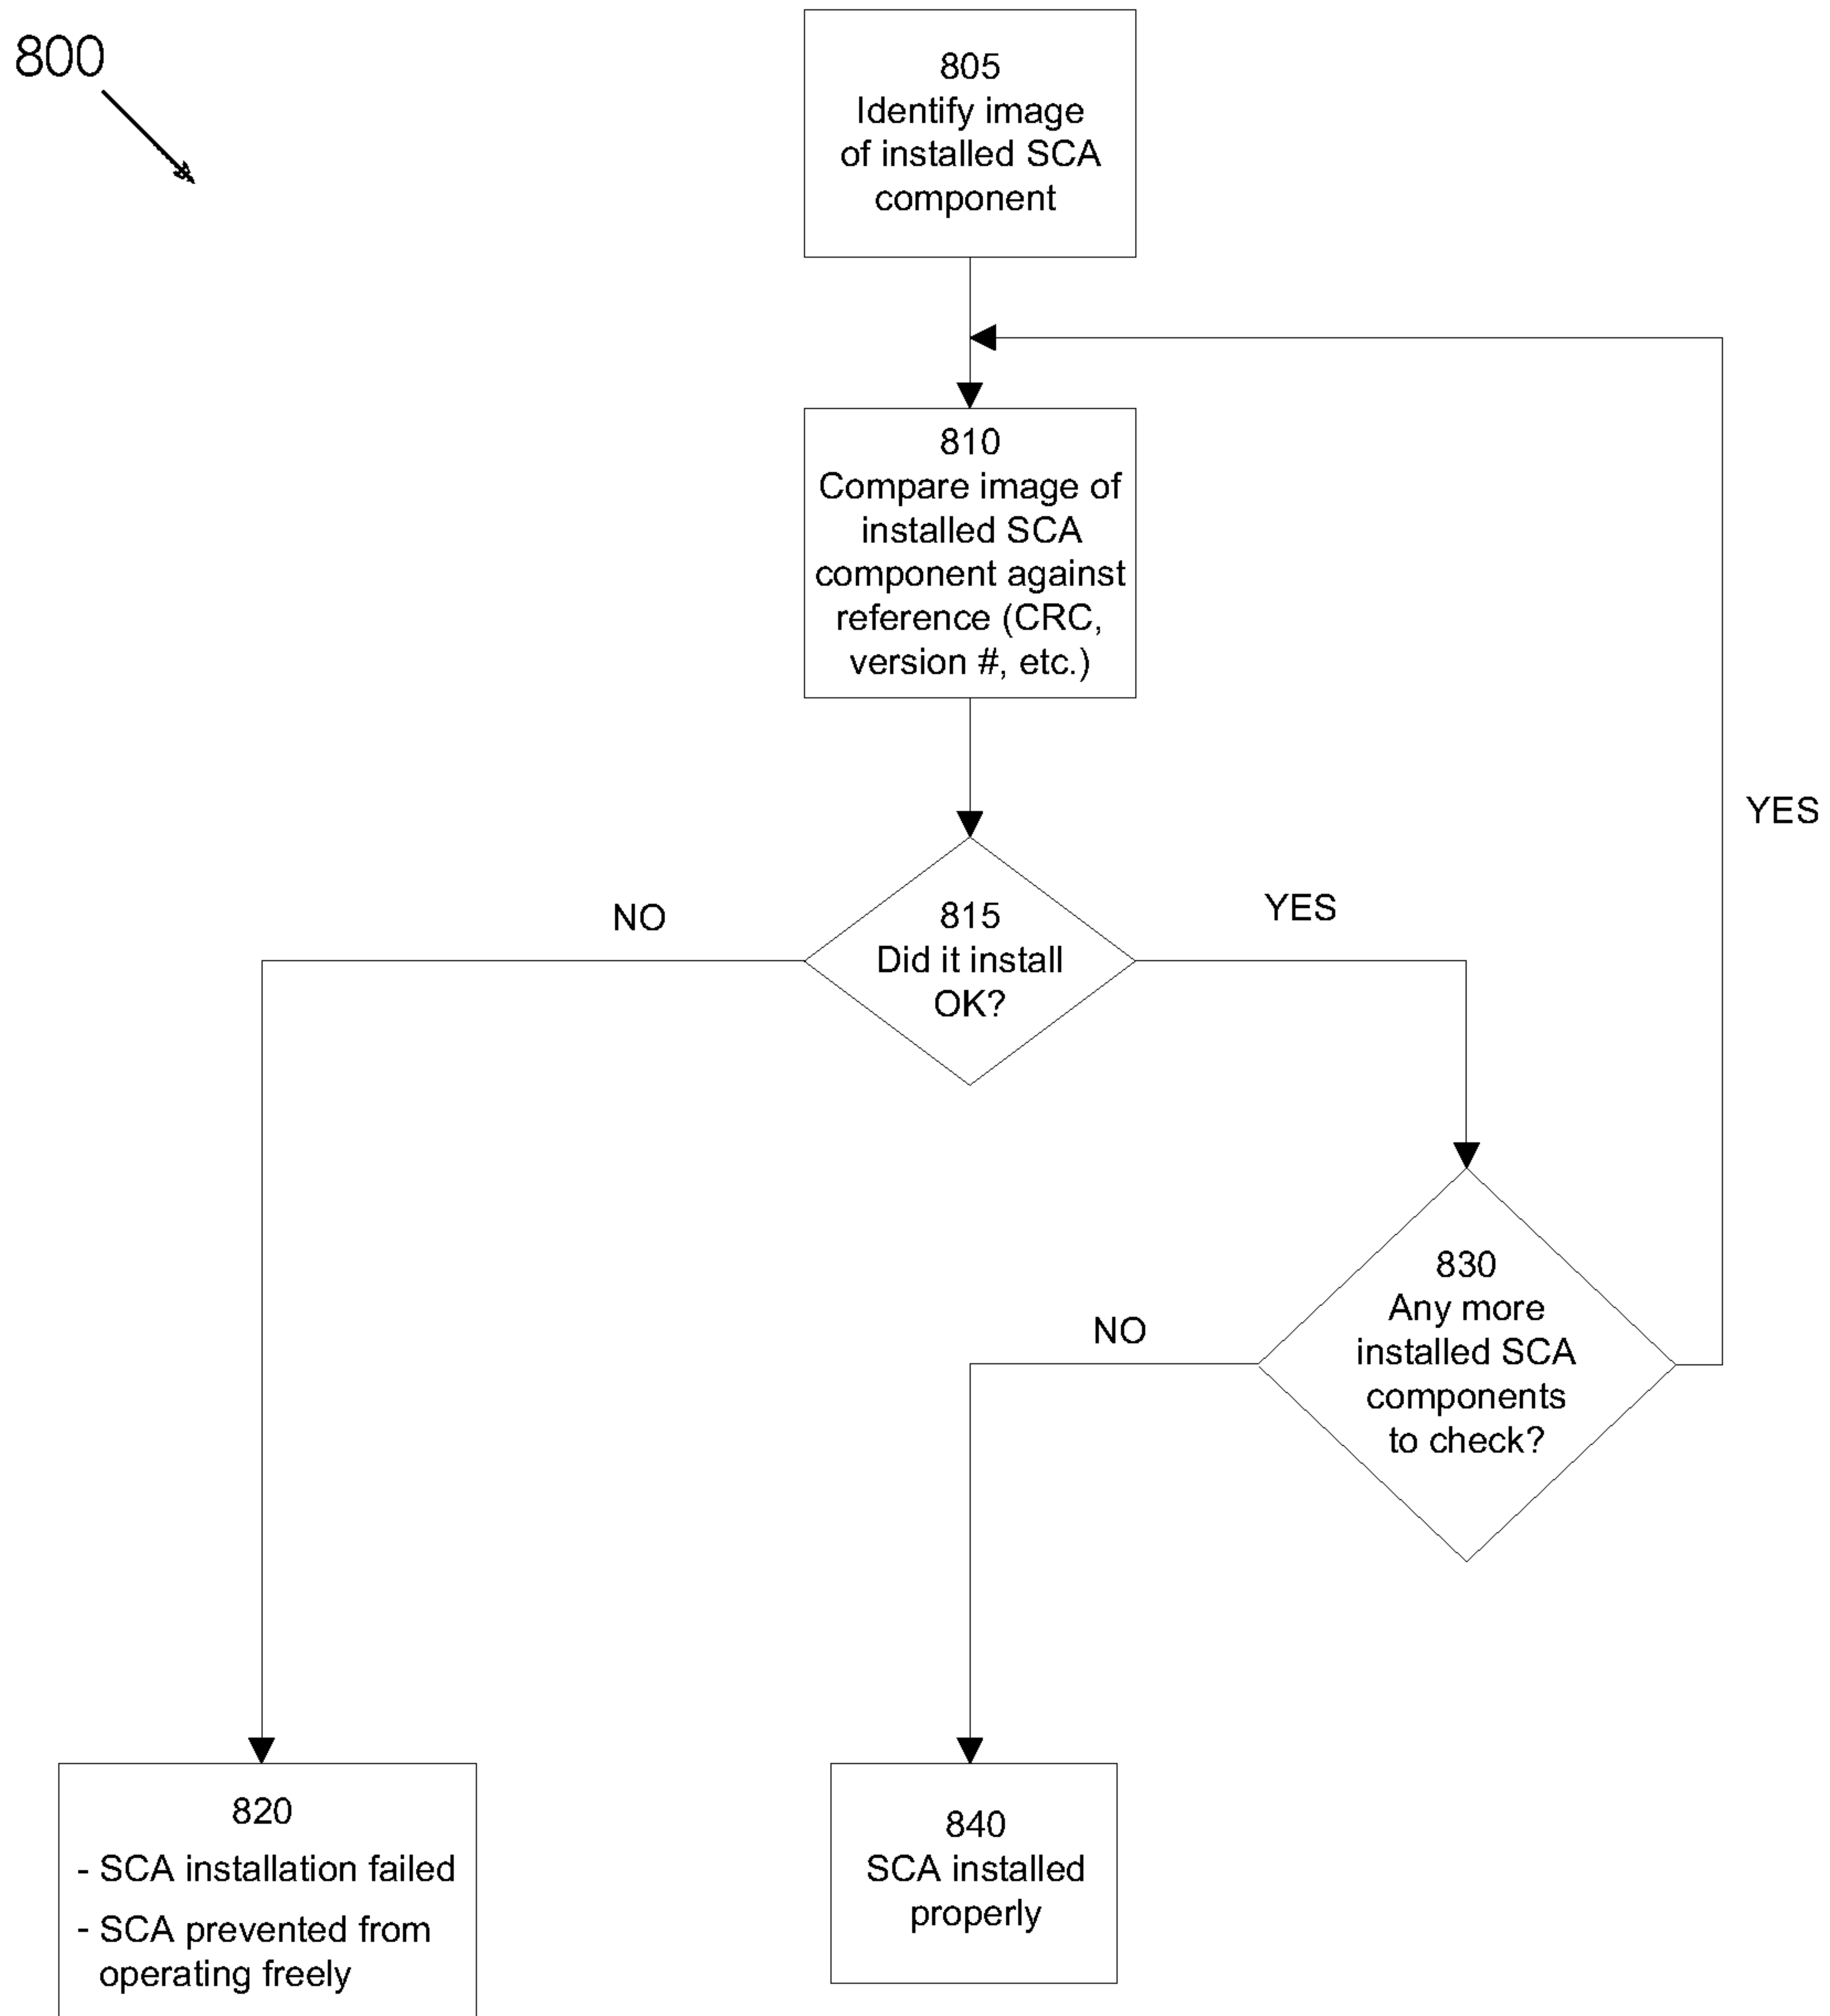 800
805
Identify image
of installed SCA
component
810
Compare image of
installed SCA
component against
reference (CRC,
version #, etc.)
YES
NO
815
Did it install
OK?
YES
830
Any more
installed SCA
components
to check?
NO
820
- SCA installation failed
- SCA prevented from
operating freely
840
SCA installed
properly